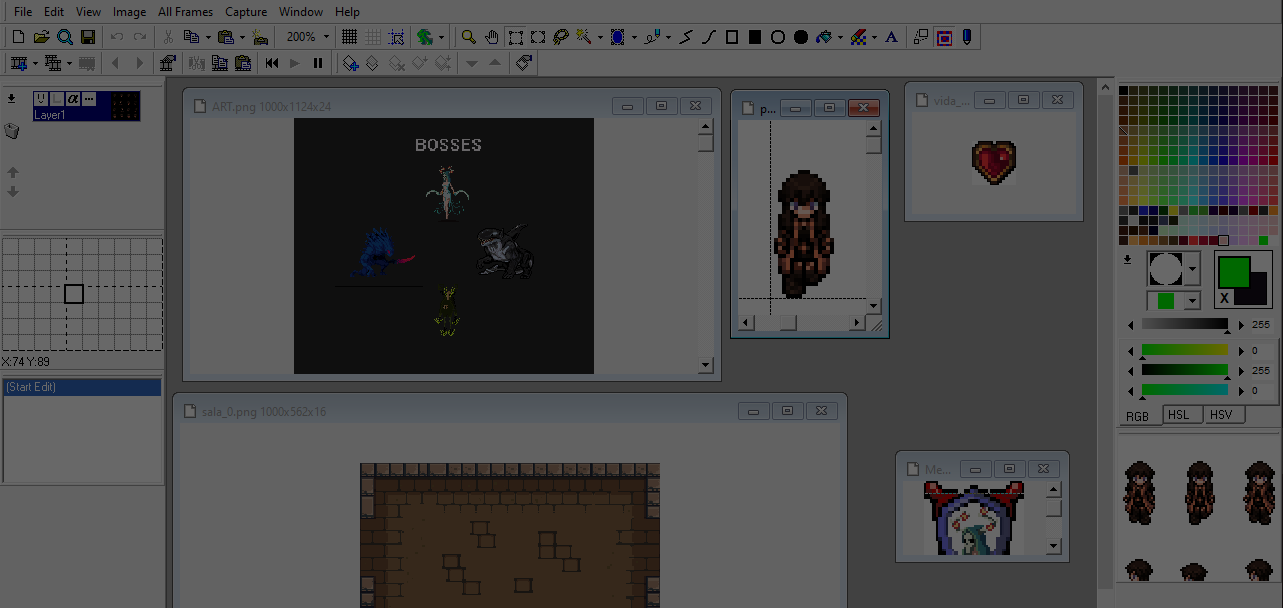 File Edit View Image All Frames Capture Window Help
200%
Layer1
ART.png 1000x1124x24
BOSSES
p...
vida_...
X:74 Y:89
(Start Edit)
X
255
0
255
0
RGB HSL HSV
sala_0.png 1000x562x16
Me...